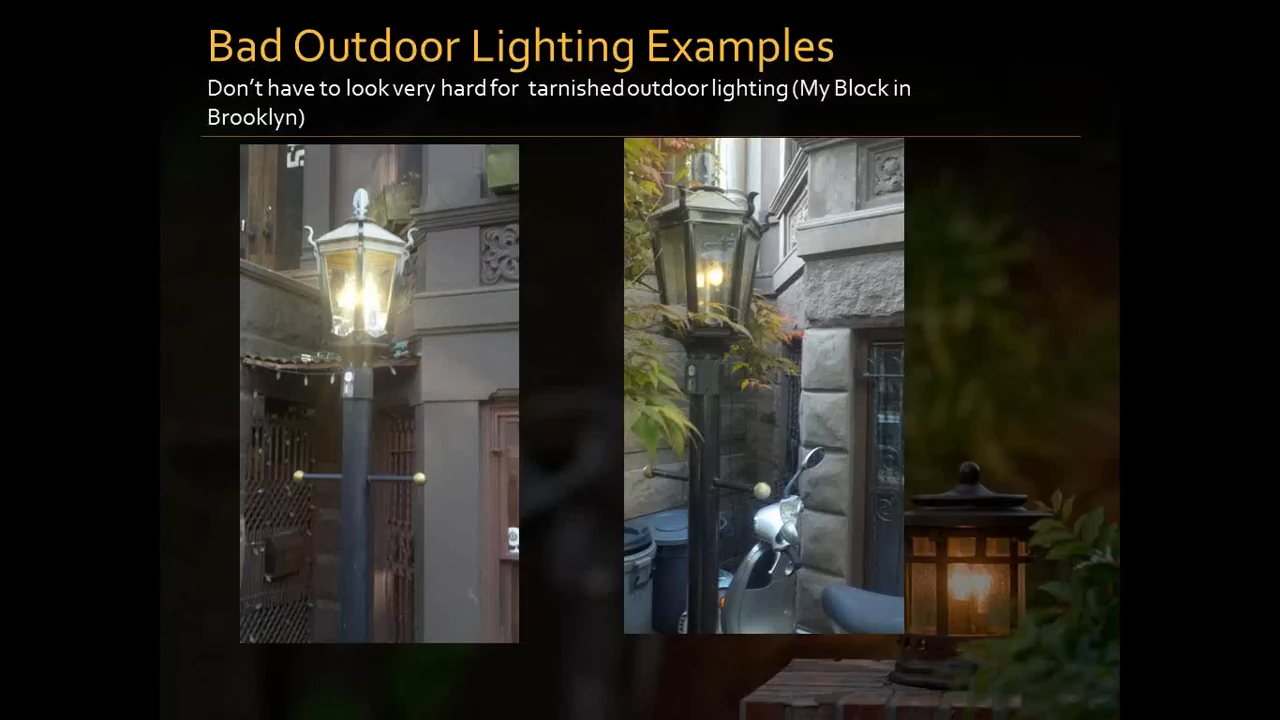 Bad Outdoor Lighting Examples
Don't have to look very hard for tarnished outdoor lighting (My Block in
Brooklyn)